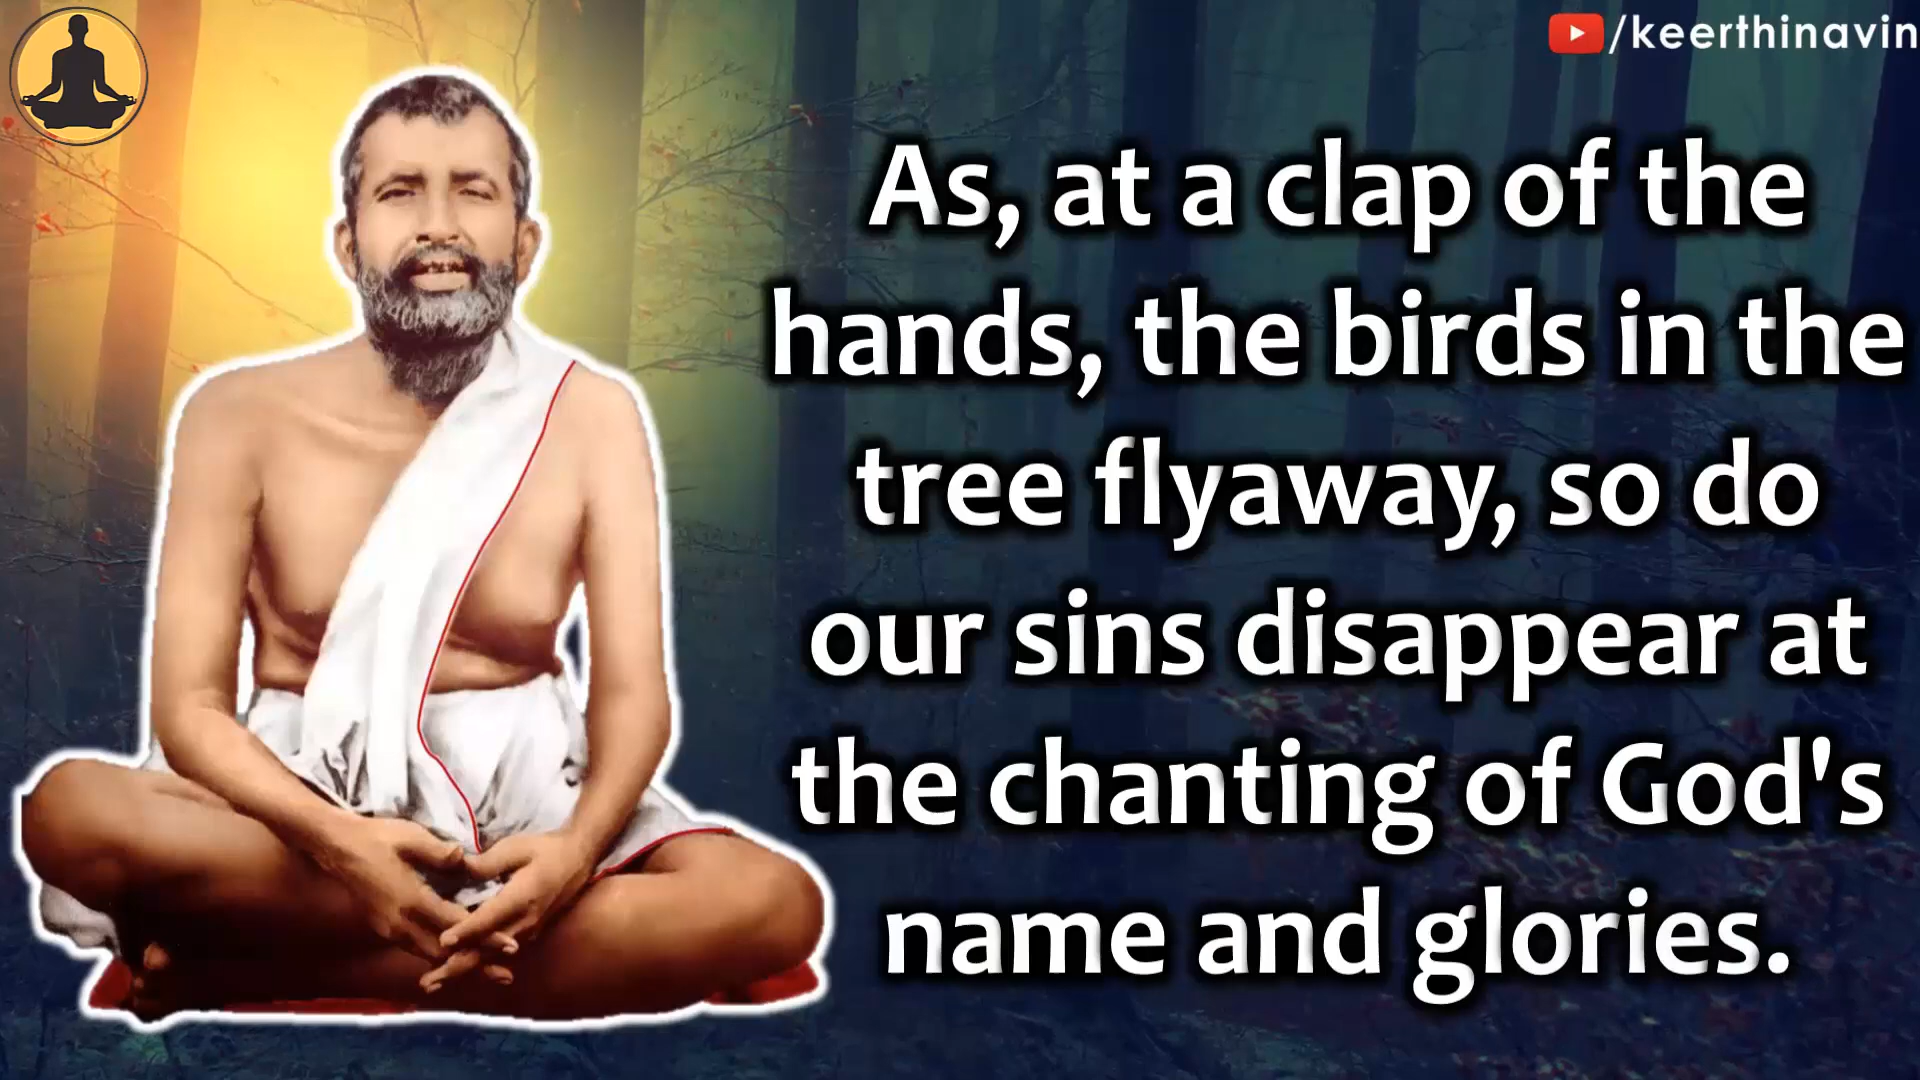 /keerthinavin
As, at a clap of the
hands, the birds in the
tree flyaway, so do
our sins disappear at
the chanting of God's
name and glories.